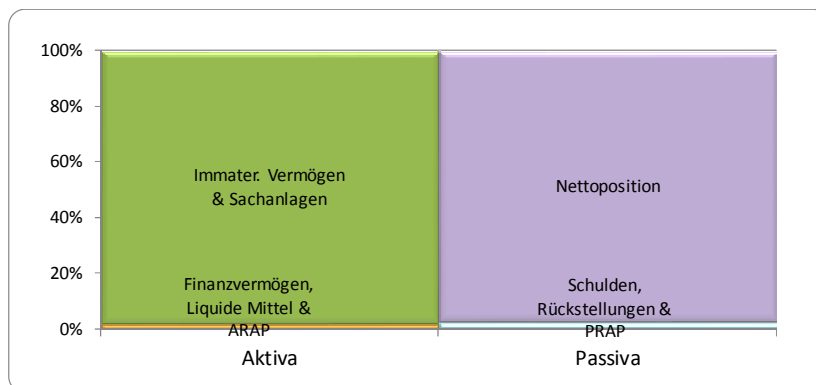 100%
80%
60%
40%
20%
0%
Immater. Vermögen
& Sachanlagen
Finanzvermögen,
Liquide Mittel &
ARAP
Nettoposition
Schulden,
Rückstellungen &
PRAP
Aktiva
Passiva